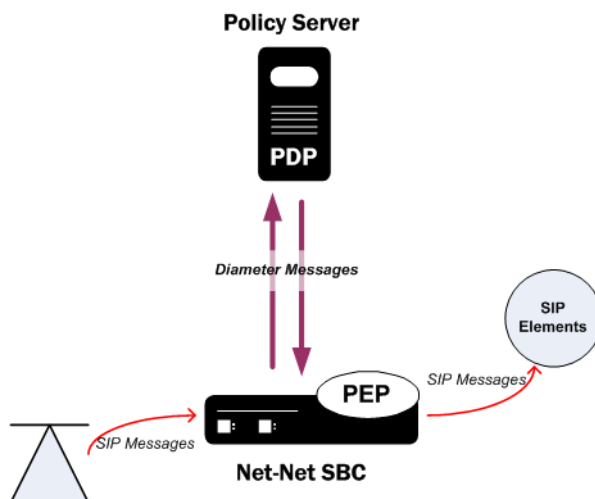 Policy Server
PDP
Diameter Messages
SIP
Elements
PEP
SIP Messages
SIP Messages
Net-Net SBC